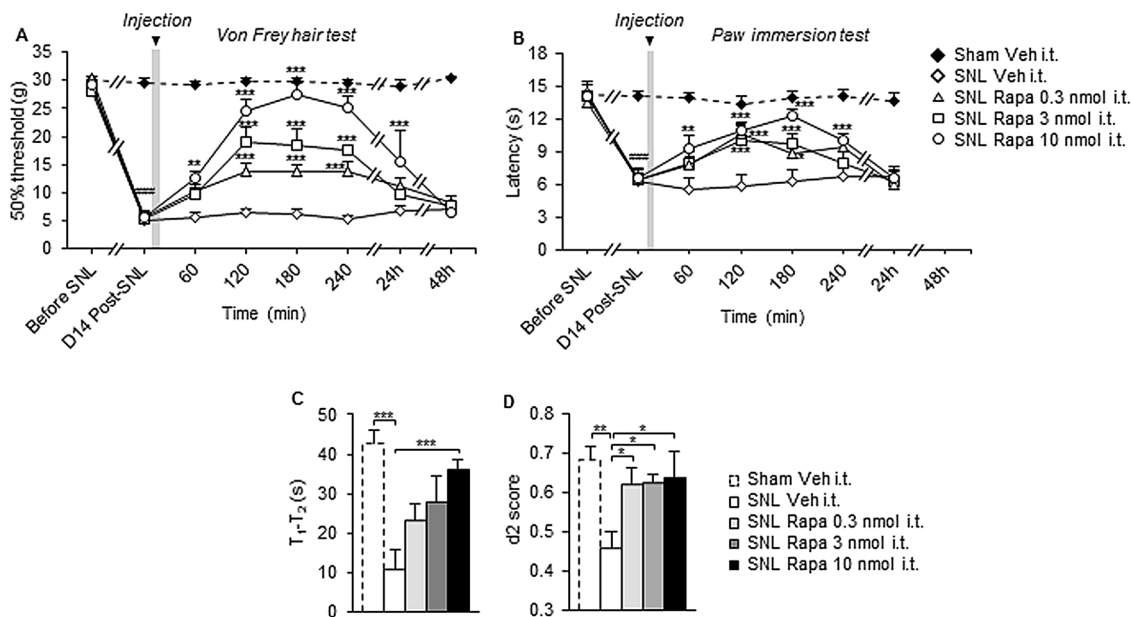 Injection
A
Von Frey hair test
35
30
25
20
15
10
5
0
50% threshold (g)
***
***
***
***
***
***
**
***
***
***
***
###
Before SNL
D14 Post-SNL
60
120
180
240
24h
48h
Time (min)
Injection
B
Paw immersion test
18
15
12
9
6
3
0
Latency (s)
***
**
***
***
***
***
***
*
###
Before SNL
D14 Post-SNL
60
120
180
240
24h
48h
Time (min)
Sham Veh i.t.
SNL Veh i.t.
SNL Rapa 0.3 nmol i.t.
SNL Rapa 3 nmol i.t.
SNL Rapa 10 nmol i.t.
C
50
40
30
20
10
0
T₁-T₂ (s)
***
***
D
0.8
0.7
0.6
0.5
0.4
0.3
d2 score
**
*
*
*
Sham Veh i.t.
SNL Veh i.t.
SNL Rapa 0.3 nmol i.t.
SNL Rapa 3 nmol i.t.
SNL Rapa 10 nmol i.t.